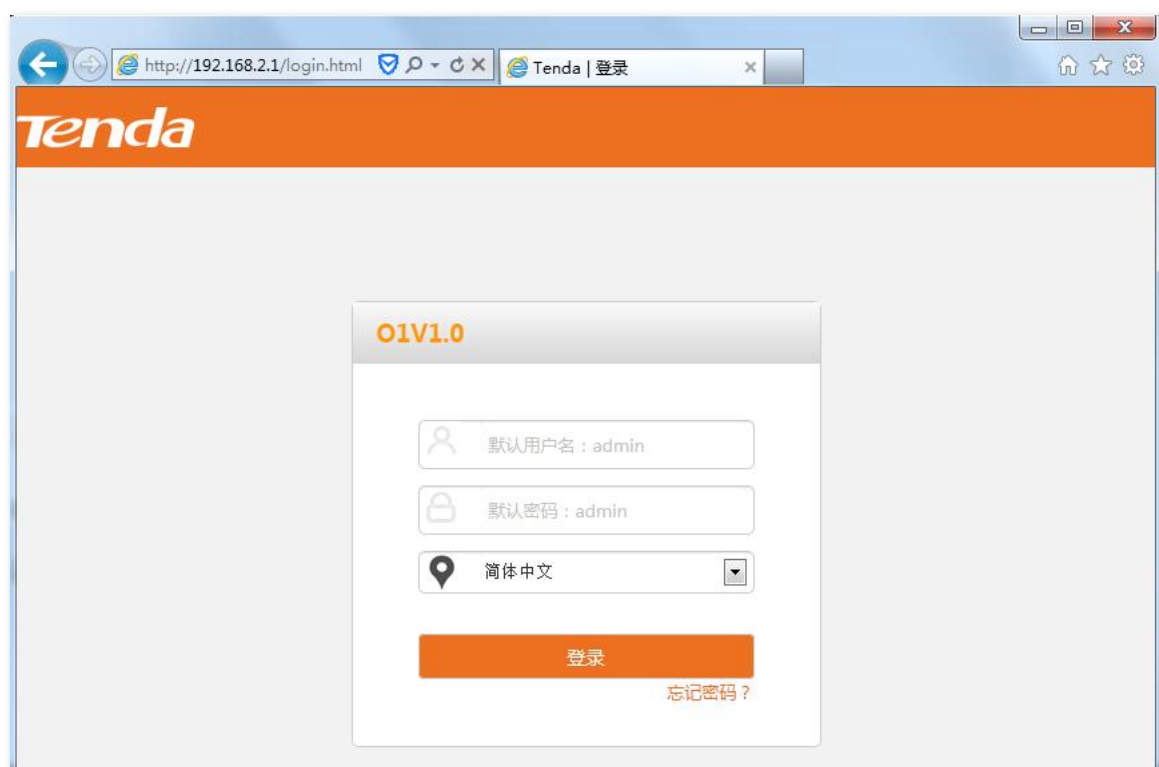 http://192.168.2.1/login.html
Tenda | 登录
Tenda
O1V1.0
默认用户名：admin
默认密码：admin
简体中文
登录
忘记密码？